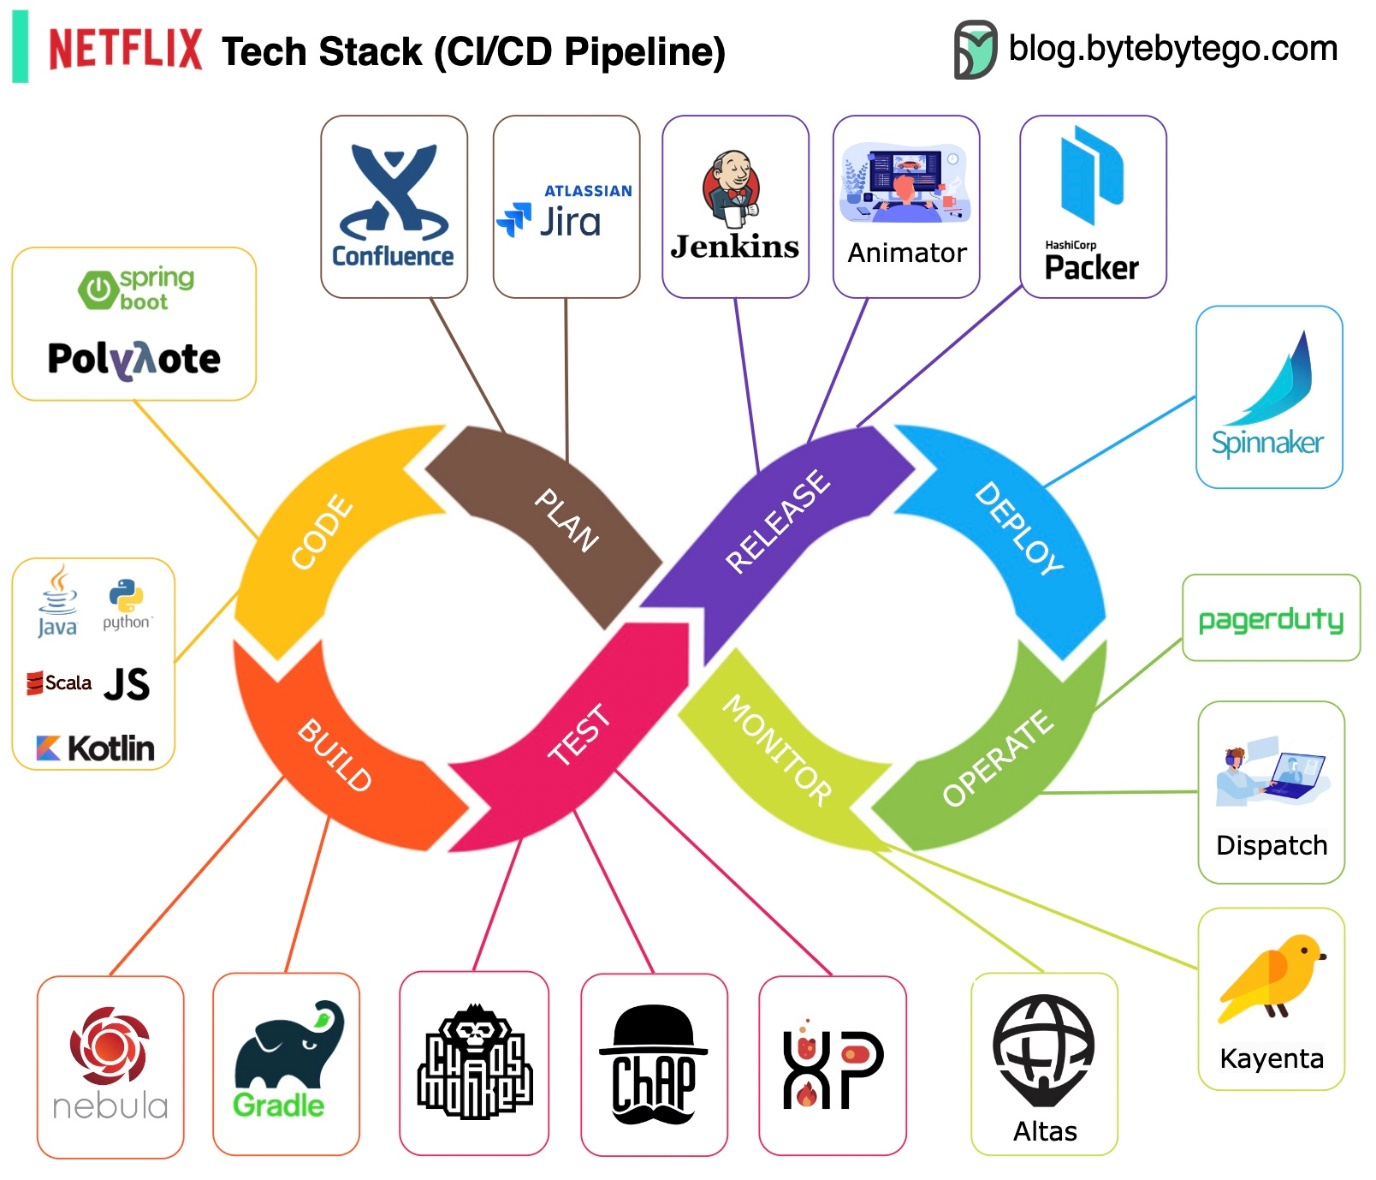 NETFLIX Tech Stack (CI/CD Pipeline)
blog.bytebytego.com
Confluence
ATLASSIAN
Jira
Jenkins
Animator
HashiCorp
Packer
spring
boot
Polyλote
Spinnaker
CODE
PLAN
RELEASE
DEPLOY
Java
python
Scala
JS
Kotlin
pagerduty
BUILD
TEST
MONITOR
OPERATE
Dispatch
nebula
Gradle
CHAOS
MONKEY
ChAP
XP
Altas
Kayenta